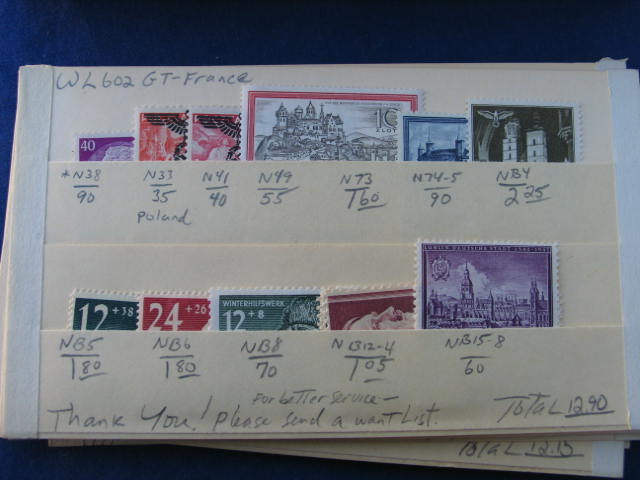 WL602 GT-France
40
10
ZŁOTY
*N38 N33 N41 N49 N73 N74-5 NB4
90 35 40 55 1 60 90 2 25
Poland
12+38 24+26 WINTERHILFSWERK
12+8
NB5 NB6 NB8 NB12-4 NB15-8
1 80 1 80 70 1 05 60
For better service-
Thank You! Please send a want List. Total 12.90
Total 12.15